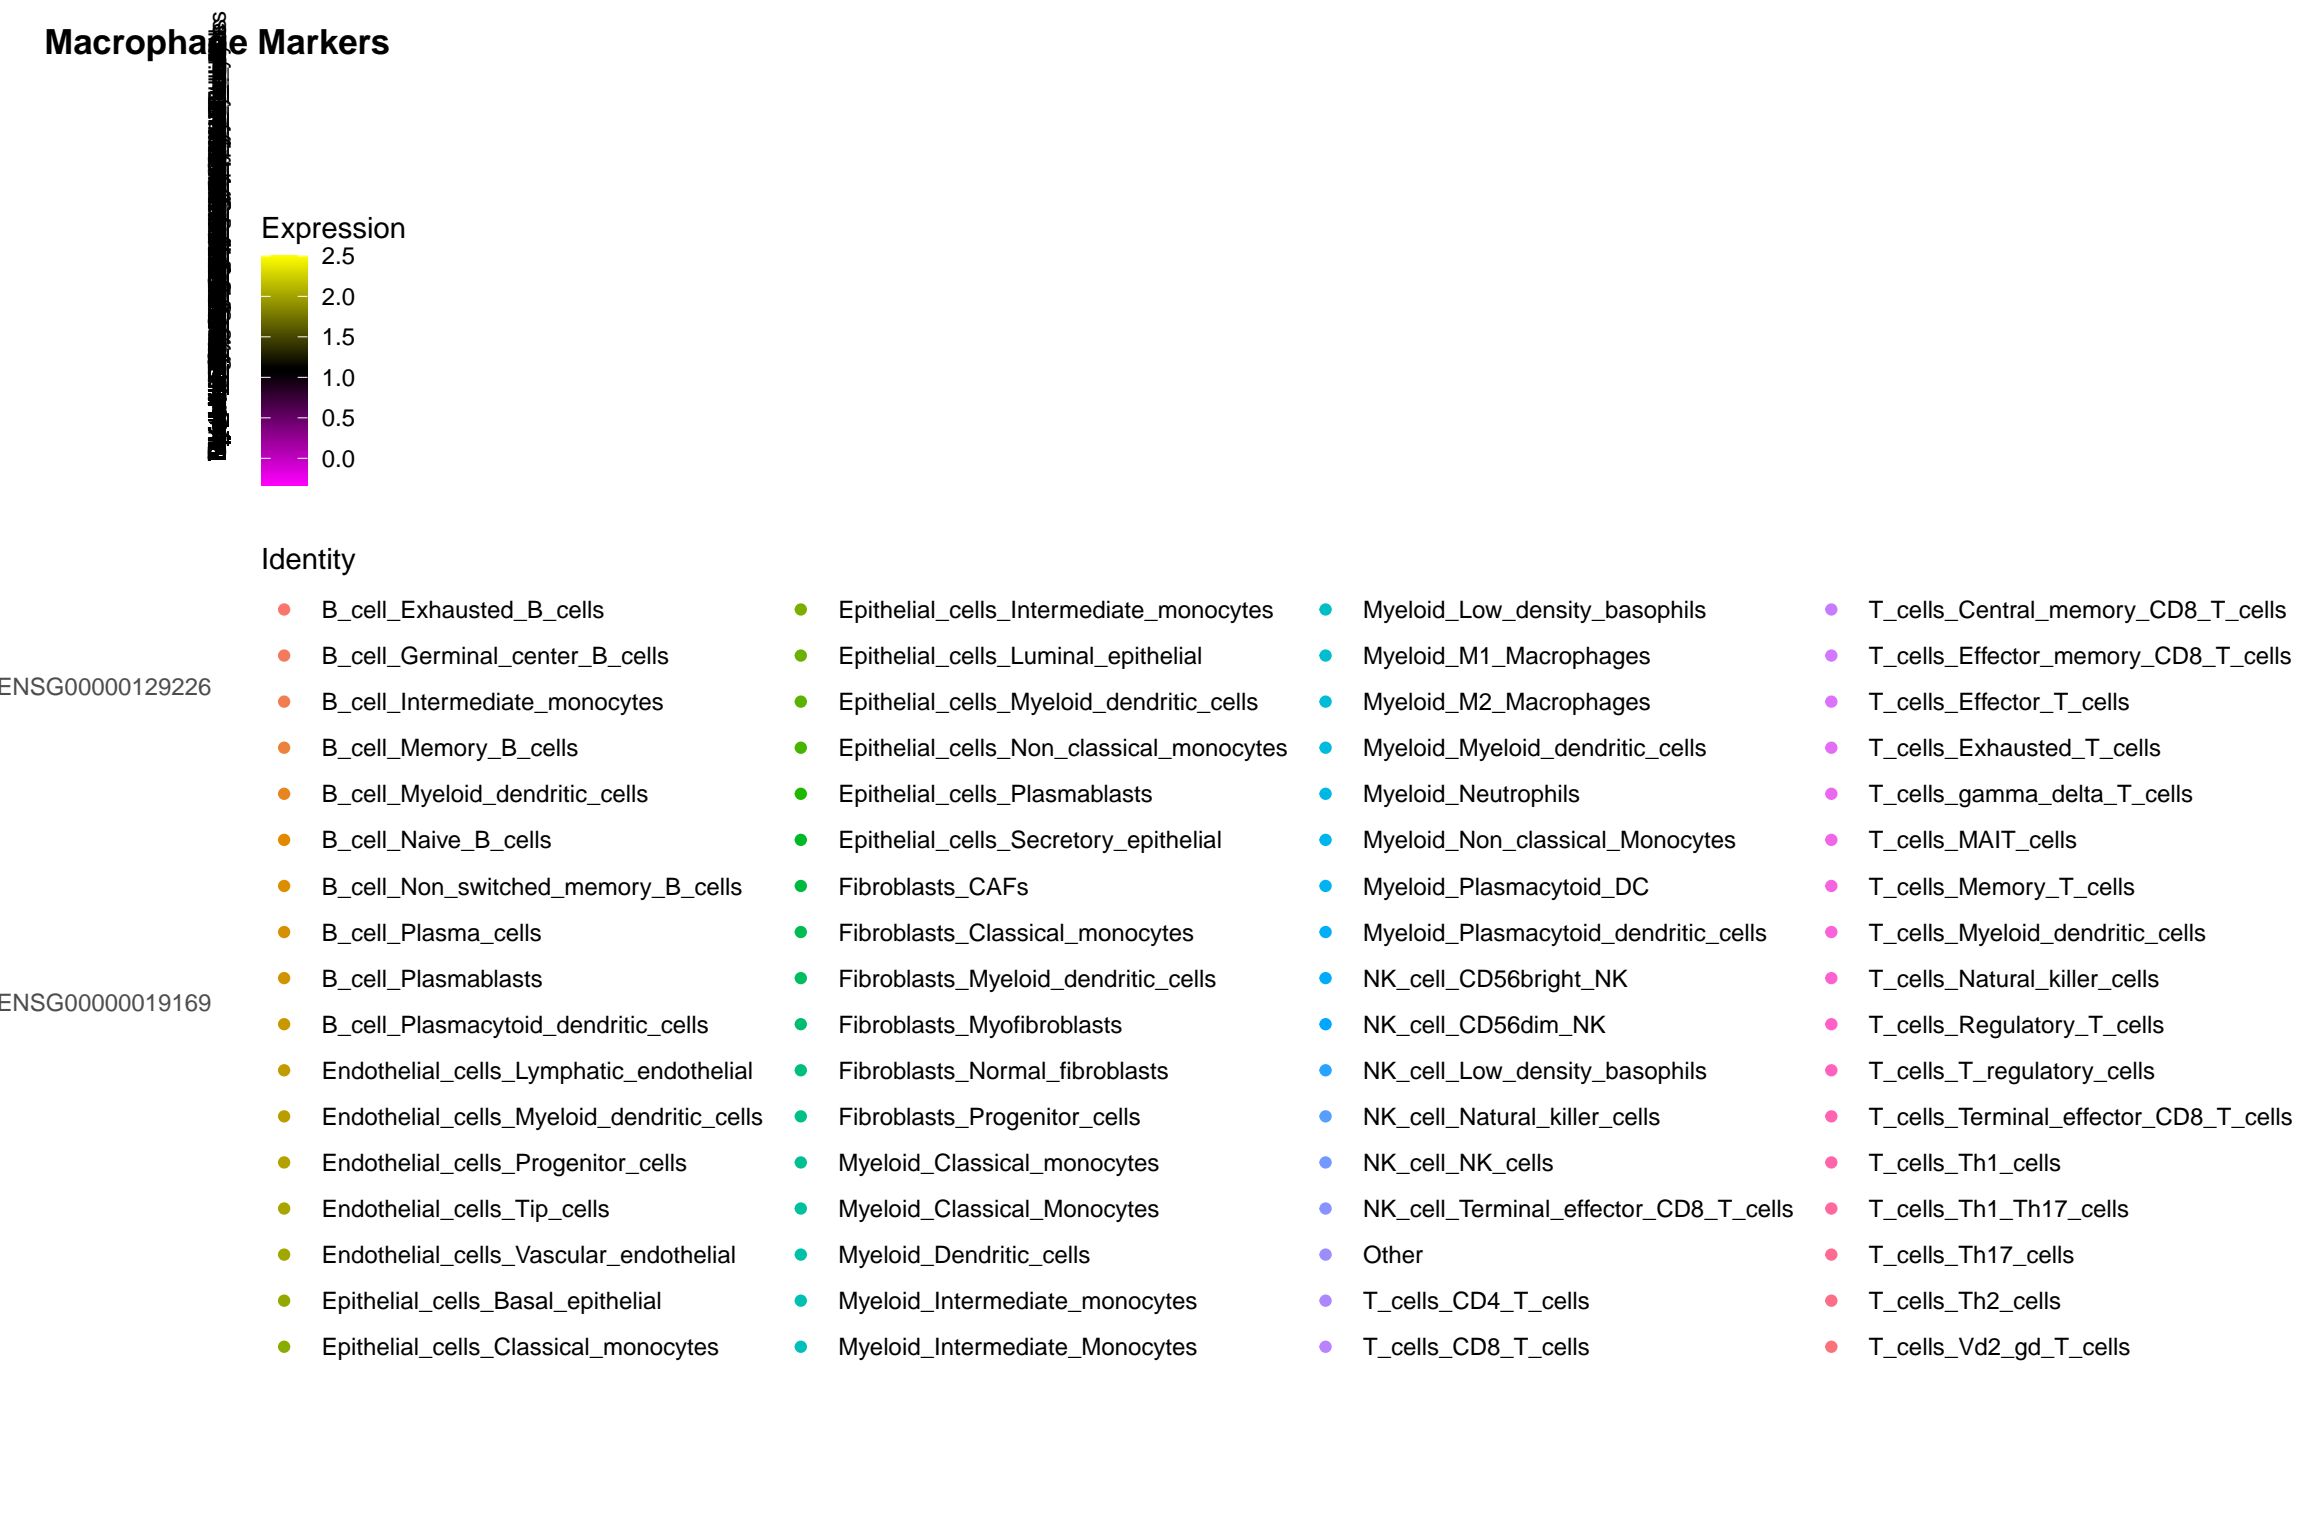 Macrophage Markers
Expression
2.5
2.0
1.5
1.0
0.5
0.0
Identity
B_cell_Exhausted_B_cells
B_cell_Germinal_center_B_cells
B_cell_Intermediate_monocytes
B_cell_Memory_B_cells
B_cell_Myeloid_dendritic_cells
B_cell_Naive_B_cells
B_cell_Non_switched_memory_B_cells
B_cell_Plasma_cells
B_cell_Plasmablasts
B_cell_Plasmacytoid_dendritic_cells
Endothelial_cells_Lymphatic_endothelial
Endothelial_cells_Myeloid_dendritic_cells
Endothelial_cells_Progenitor_cells
Endothelial_cells_Tip_cells
Endothelial_cells_Vascular_endothelial
Epithelial_cells_Basal_epithelial
Epithelial_cells_Classical_monocytes
Epithelial_cells_Intermediate_monocytes
Epithelial_cells_Luminal_epithelial
Epithelial_cells_Myeloid_dendritic_cells
Epithelial_cells_Non_classical_monocytes
Epithelial_cells_Plasmablasts
Epithelial_cells_Secretory_epithelial
Fibroblasts_CAFs
Fibroblasts_Classical_monocytes
Fibroblasts_Myeloid_dendritic_cells
Fibroblasts_Myofibroblasts
Fibroblasts_Normal_fibroblasts
Fibroblasts_Progenitor_cells
Myeloid_Classical_monocytes
Myeloid_Classical_Monocytes
Myeloid_Dendritic_cells
Myeloid_Intermediate_monocytes
Myeloid_Intermediate_Monocytes
Myeloid_Low_density_basophils
Myeloid_M1_Macrophages
Myeloid_M2_Macrophages
Myeloid_Myeloid_dendritic_cells
Myeloid_Neutrophils
Myeloid_Non_classical_Monocytes
Myeloid_Plasmacytoid_DC
Myeloid_Plasmacytoid_dendritic_cells
NK_cell_CD56bright_NK
NK_cell_CD56dim_NK
NK_cell_Low_density_basophils
NK_cell_Natural_killer_cells
NK_cell_NK_cells
NK_cell_Terminal_effector_CD8_T_cells
Other
T_cells_CD4_T_cells
T_cells_CD8_T_cells
T_cells_Central_memory_CD8_T_cells
T_cells_Effector_memory_CD8_T_cells
T_cells_Effector_T_cells
T_cells_Exhausted_T_cells
T_cells_gamma_delta_T_cells
T_cells_MAIT_cells
T_cells_Memory_T_cells
T_cells_Myeloid_dendritic_cells
T_cells_Natural_killer_cells
T_cells_Regulatory_T_cells
T_cells_T_regulatory_cells
T_cells_Terminal_effector_CD8_T_cells
T_cells_Th1_cells
T_cells_Th1_Th17_cells
T_cells_Th17_cells
T_cells_Th2_cells
T_cells_Vd2_gd_T_cells
ENSG00000129226
ENSG00000019169